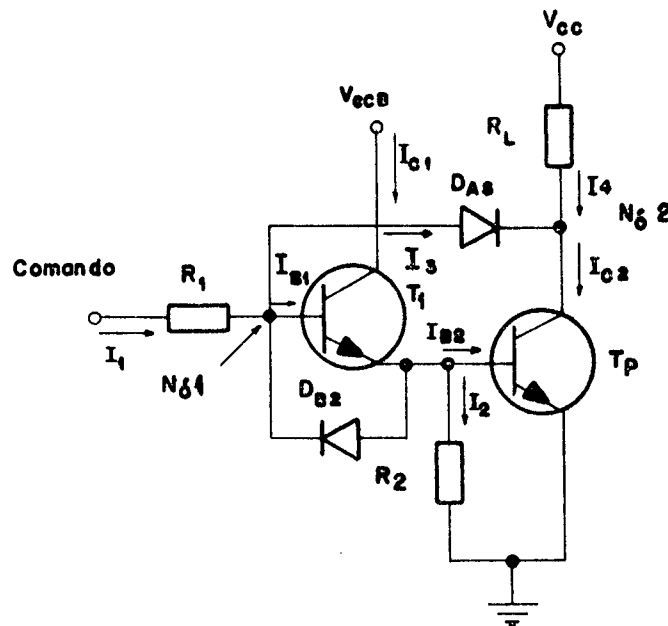 Vcc
VCCB
RL
IC1
DAS
I4
Nó 2
Comando
R1
IB1
I3
T1
IC2
I1
Nó1
IB2
TP
DB2
I2
R2